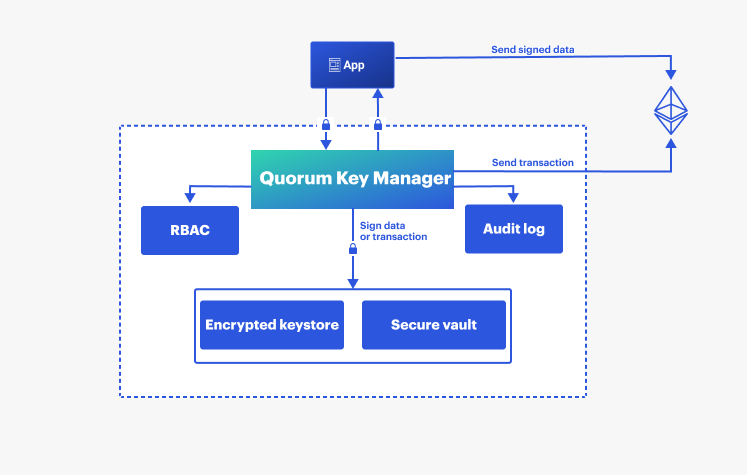 Send signed data
App
Send transaction
Quorum Key Manager
RBAC
Sign data
or transaction
Audit log
Encrypted keystore
Secure vault